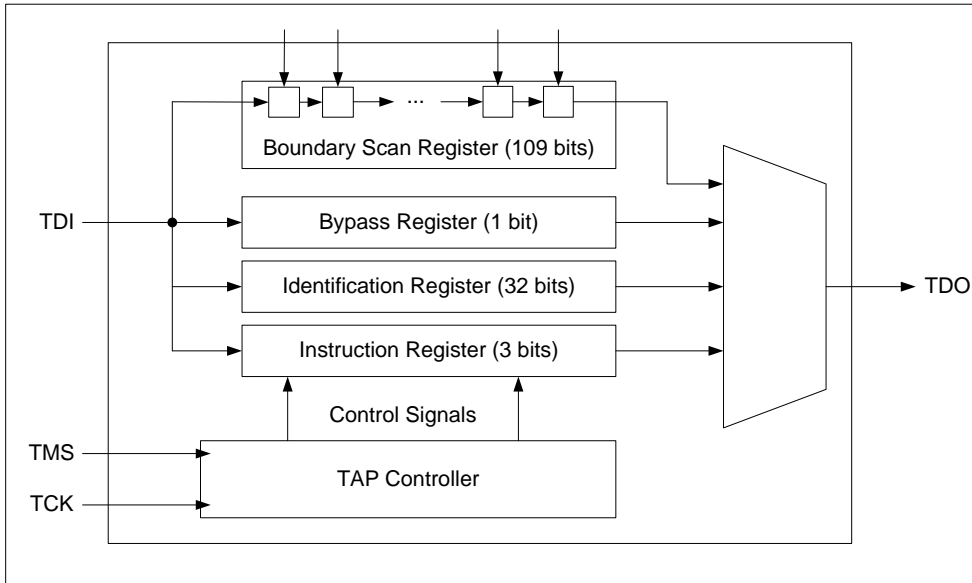 ...
Boundary Scan Register (109 bits)
TDI
Bypass Register (1 bit)
Identification Register (32 bits)
TDO
Instruction Register (3 bits)
Control Signals
TMS
TAP Controller
TCK